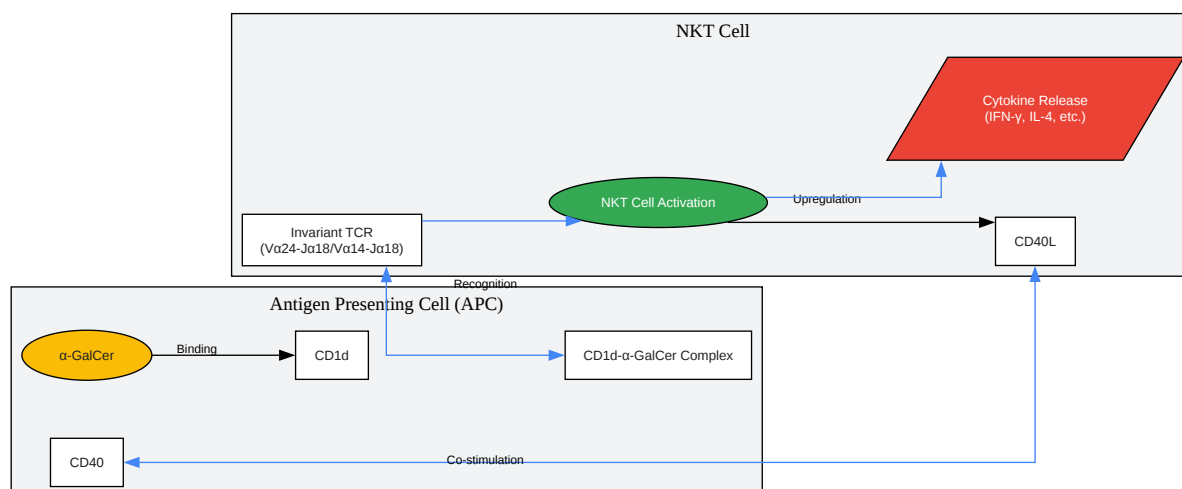 NKT Cell
Cytokine Release
(IFN-γ, IL-4, etc.)
NKT Cell Activation
Upregulation
Invariant TCR
(Vα24-Jα18/Vα14-Jα18)
CD40L
Recognition
Antigen Presenting Cell (APC)
α-GalCer
Binding
CD1d
CD1d-α-GalCer Complex
CD40
Co-stimulation